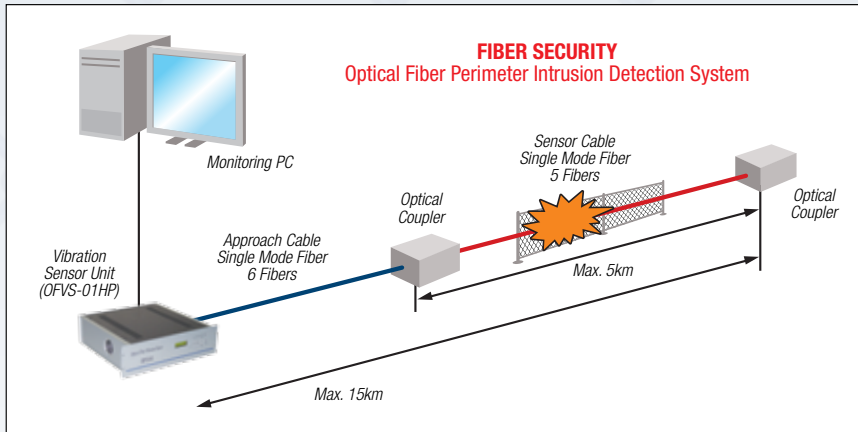 FIBER SECURITY
Optical Fiber Perimeter Intrusion Detection System
Monitoring PC
Sensor Cable
Single Mode Fiber
5 Fibers
Optical
Coupler
Optical
Coupler
Approach Cable
Single Mode Fiber
6 Fibers
Vibration
Sensor Unit
(OFVS-01HP)
Max. 5km
Max. 15km